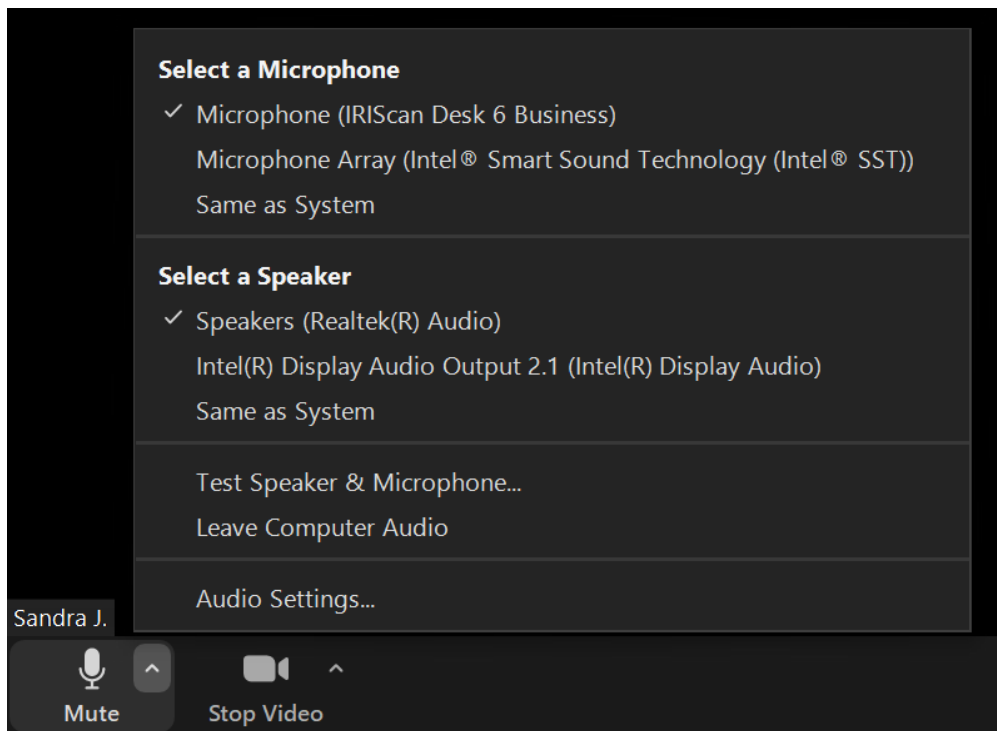 Select a Microphone
Microphone (IRIScan Desk 6 Business)
Microphone Array (Intel® Smart Sound Technology (Intel® SST))
Same as System
Select a Speaker
Speakers (Realtek(R) Audio)
Intel(R) Display Audio Output 2.1 (Intel(R) Display Audio)
Same as System
Test Speaker & Microphone...
Leave Computer Audio
Audio Settings...
Sandra J.
Mute
Stop Video